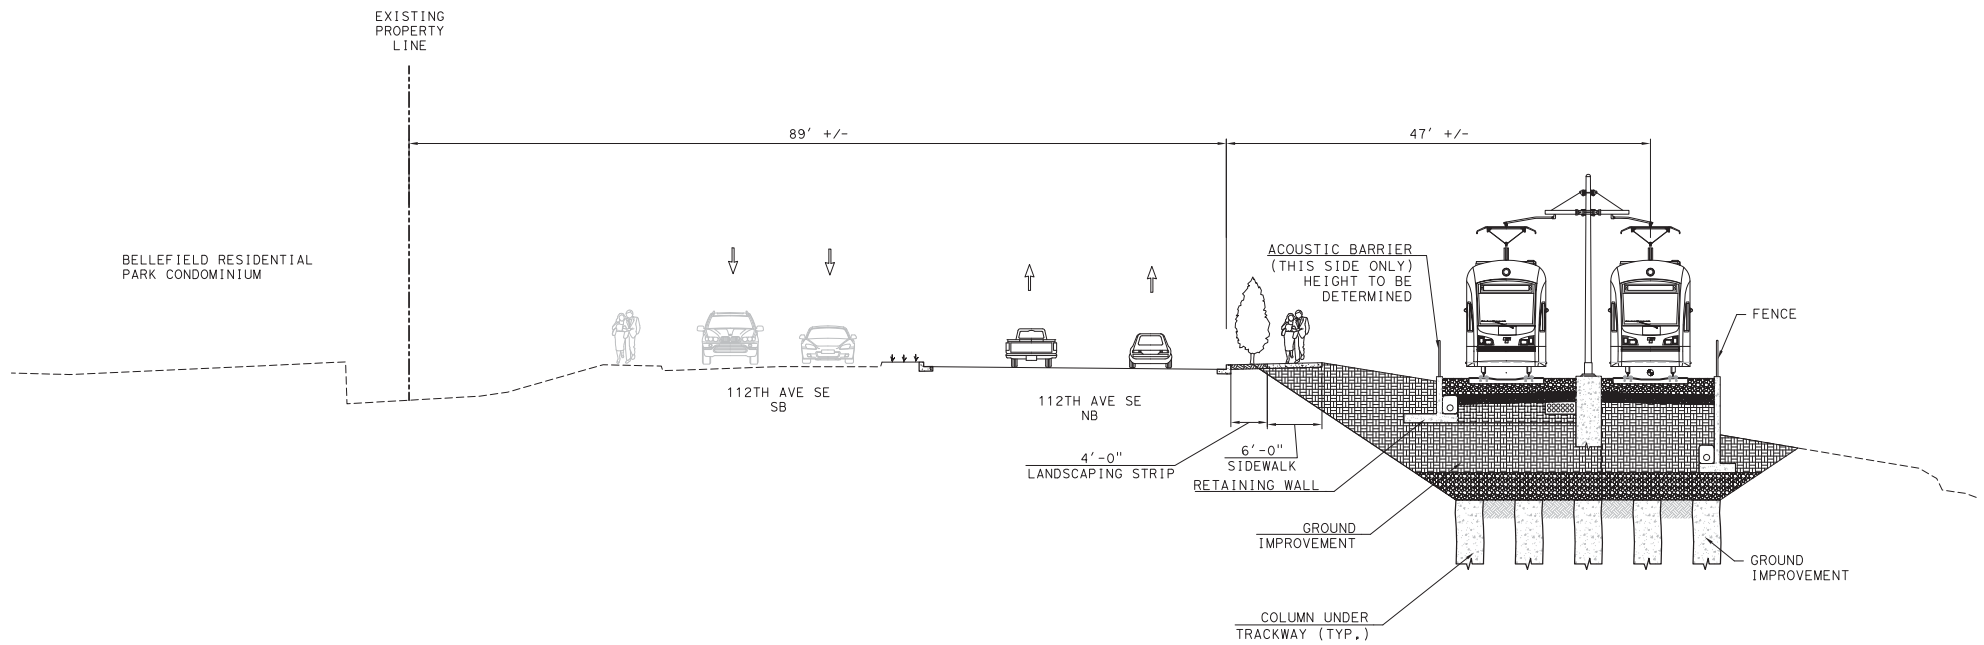 EXISTING
PROPERTY
LINE
89' +/-
47' +/-
BELLEFIELD RESIDENTIAL
PARK CONDOMINIUM
ACOUSTIC BARRIER
(THIS SIDE ONLY)
HEIGHT TO BE
DETERMINED
FENCE
112TH AVE SE
SB
112TH AVE SE
NB
4'-0"
LANDSCAPING STRIP
6'-0"
SIDEWALK
RETAINING WALL
GROUND
IMPROVEMENT
GROUND
IMPROVEMENT
COLUMN UNDER
TRACKWAY (TYP.)